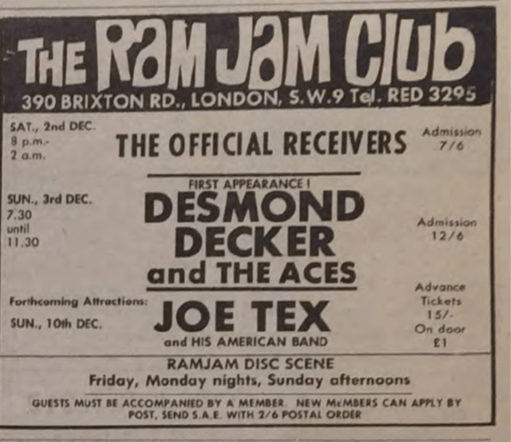 THE RAM JAM CLUB
390 BRIXTON RD., LONDON, S.W.9 Tel. RED 3295
SAT., 2nd DEC.
8 p.m.-
2 a.m.
THE OFFICIAL RECEIVERS
Admission
7/6
SUN., 3rd DEC.
7.30
until
11.30
FIRST APPEARANCE !
DESMOND
DECKER
and THE ACES
Admission
12/6
Forthcoming Attractions:
SUN., 10th DEC.
JOE TEX
and HIS AMERICAN BAND
Advance
Tickets
15/-
On door
£1
RAMJAM DISC SCENE
Friday, Monday nights, Sunday afternoons
GUESTS MUST BE ACCOMPANIED BY A MEMBER. NEW MEMBERS CAN APPLY BY
POST, SEND S.A.E. WITH 2/6 POSTAL ORDER